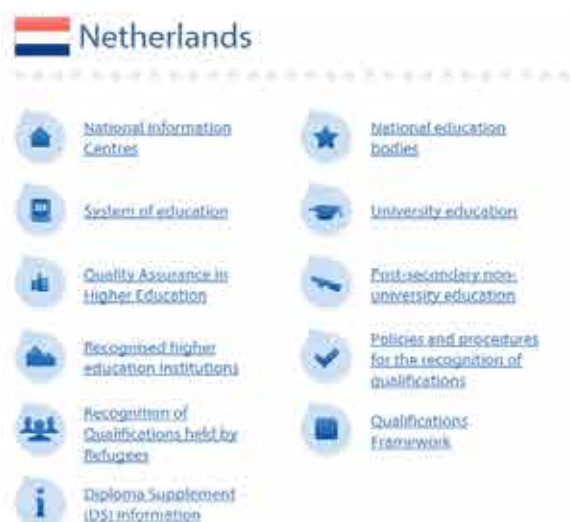 Netherlands
National Information
Centres
National education
bodies
System of education
University education
Quality Assurance in
Higher Education
Post-secondary non-
university education
Recognised higher
education institutions
Policies and procedures
for the recognition of
qualifications
Recognition of
Qualifications held by
Refugees
Qualifications
Framework
Diploma Supplement
(DS) information